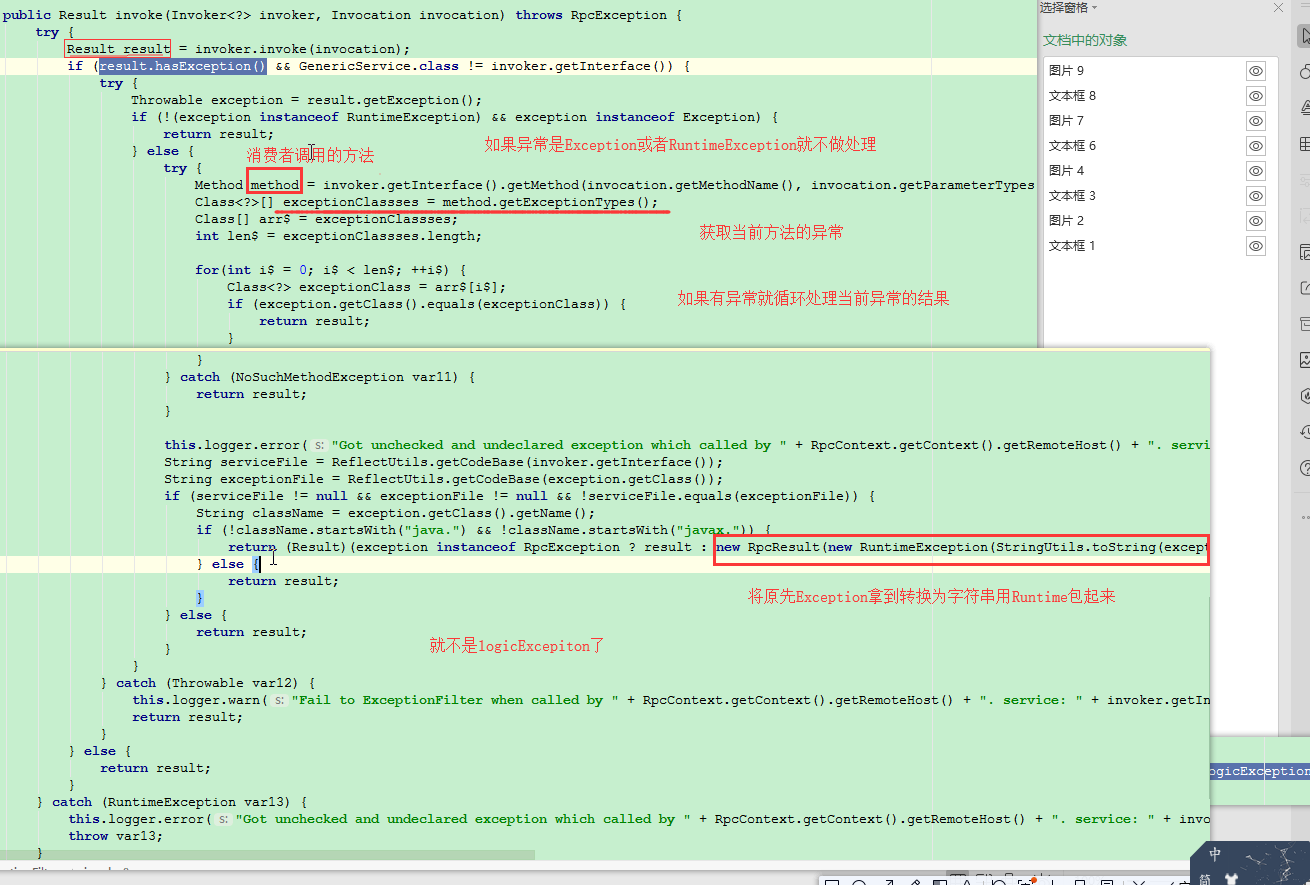 public Result invoke(Invoker<?> invoker, Invocation invocation) throws RpcException {
try {
Result result = invoker.invoke(invocation);
if (result.hasException() && GenericService.class != invoker.getInterface()) {
try {
Throwable exception = result.getException();
if (!(exception instanceof RuntimeException) && exception instanceof Exception) {
return result;
如果异常是Exception或者RuntimeException就不做处理
} else {
消费者调用的方法
try {
Method method = invoker.getInterface().getMethod(invocation.getMethodName(), invocation.getParameterTypes
Class<?>[] exceptionClassses = method.getExceptionTypes();
Class[] arr$ = exceptionClassses;
获取当前方法的异常
int len$ = exceptionClassses.length;
for(int i$ = 0; i$ < len$; ++i$) {
Class<?> exceptionClass = arr$[i$];
如果有异常就循环处理当前异常的结果
if (exception.getClass().equals(exceptionClass)) {
return result;
}
}
} catch (NoSuchMethodException var11) {
return result;
}
this.logger.error( s: "Got unchecked and undeclared exception which called by " + RpcContext.getContext().getRemoteHost() + ". servi
String serviceFile = ReflectUtils.getCodeBase(invoker.getInterface());
String exceptionFile = ReflectUtils.getCodeBase(exception.getClass());
if (serviceFile != null && exceptionFile != null && !serviceFile.equals(exceptionFile)) {
String className = exception.getClass().getName();
if (!className.startsWith("java.") && !className.startsWith("javax.")) {
return (Result)(exception instanceof RpcException ? result : new RpcResult(new RuntimeException(StringUtils.toString(except
} else {
return result;
}
将原先Exception拿到转换为字符串用Runtime包起来
} else {
return result;
就不是logicExcepiton了
}
}
} catch (Throwable var12) {
this.logger.warn( s: "Fail to ExceptionFilter when called by " + RpcContext.getContext().getRemoteHost() + ". service: " + invoker.getIn
return result;
}
} else {
return result;
}
} catch (RuntimeException var13) {
this.logger.error( s: "Got unchecked and undeclared exception which called by " + RpcContext.getContext().getRemoteHost() + ". service: " + invo
throw var13;
}
选择窗格
文档中的对象
图片 9
文本框 8
图片 7
文本框 6
图片 4
文本框 3
图片 2
文本框 1
ogicException
中
简